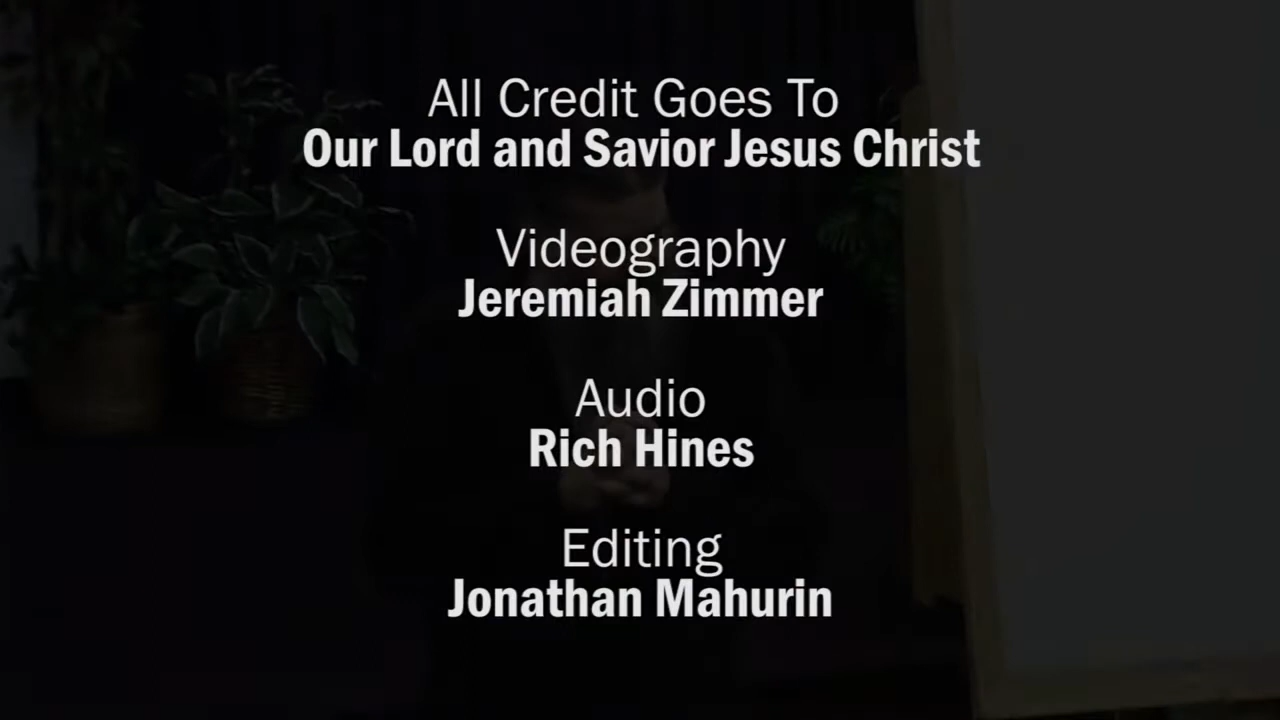 All Credit Goes To
Our Lord and Savior Jesus Christ
Videography
Jeremiah Zimmer
Audio
Rich Hines
Editing
Jonathan Mahurin